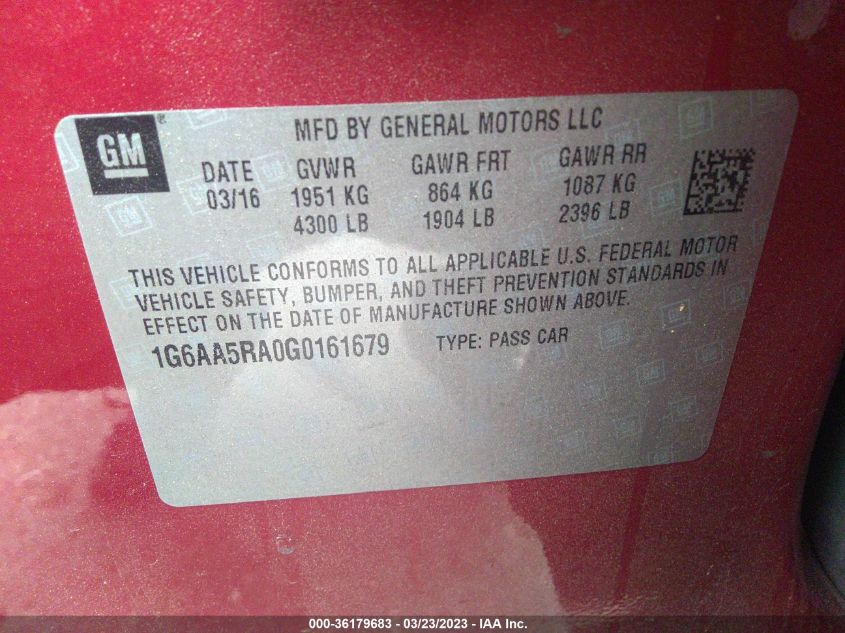 GM
MFD BY GENERAL MOTORS LLC
DATE GVWR GAWR FRT GAWR RR
03/16 1951 KG 864 KG 1087 KG
4300 LB 1904 LB 2396 LB
THIS VEHICLE CONFORMS TO ALL APPLICABLE U.S. FEDERAL MOTOR
VEHICLE SAFETY, BUMPER, AND THEFT PREVENTION STANDARDS IN
EFFECT ON THE DATE OF MANUFACTURE SHOWN ABOVE.
1G6AA5RA0G0161679 TYPE: PASS CAR
000-36179683 / 03/23/2023 - IAA Inc.